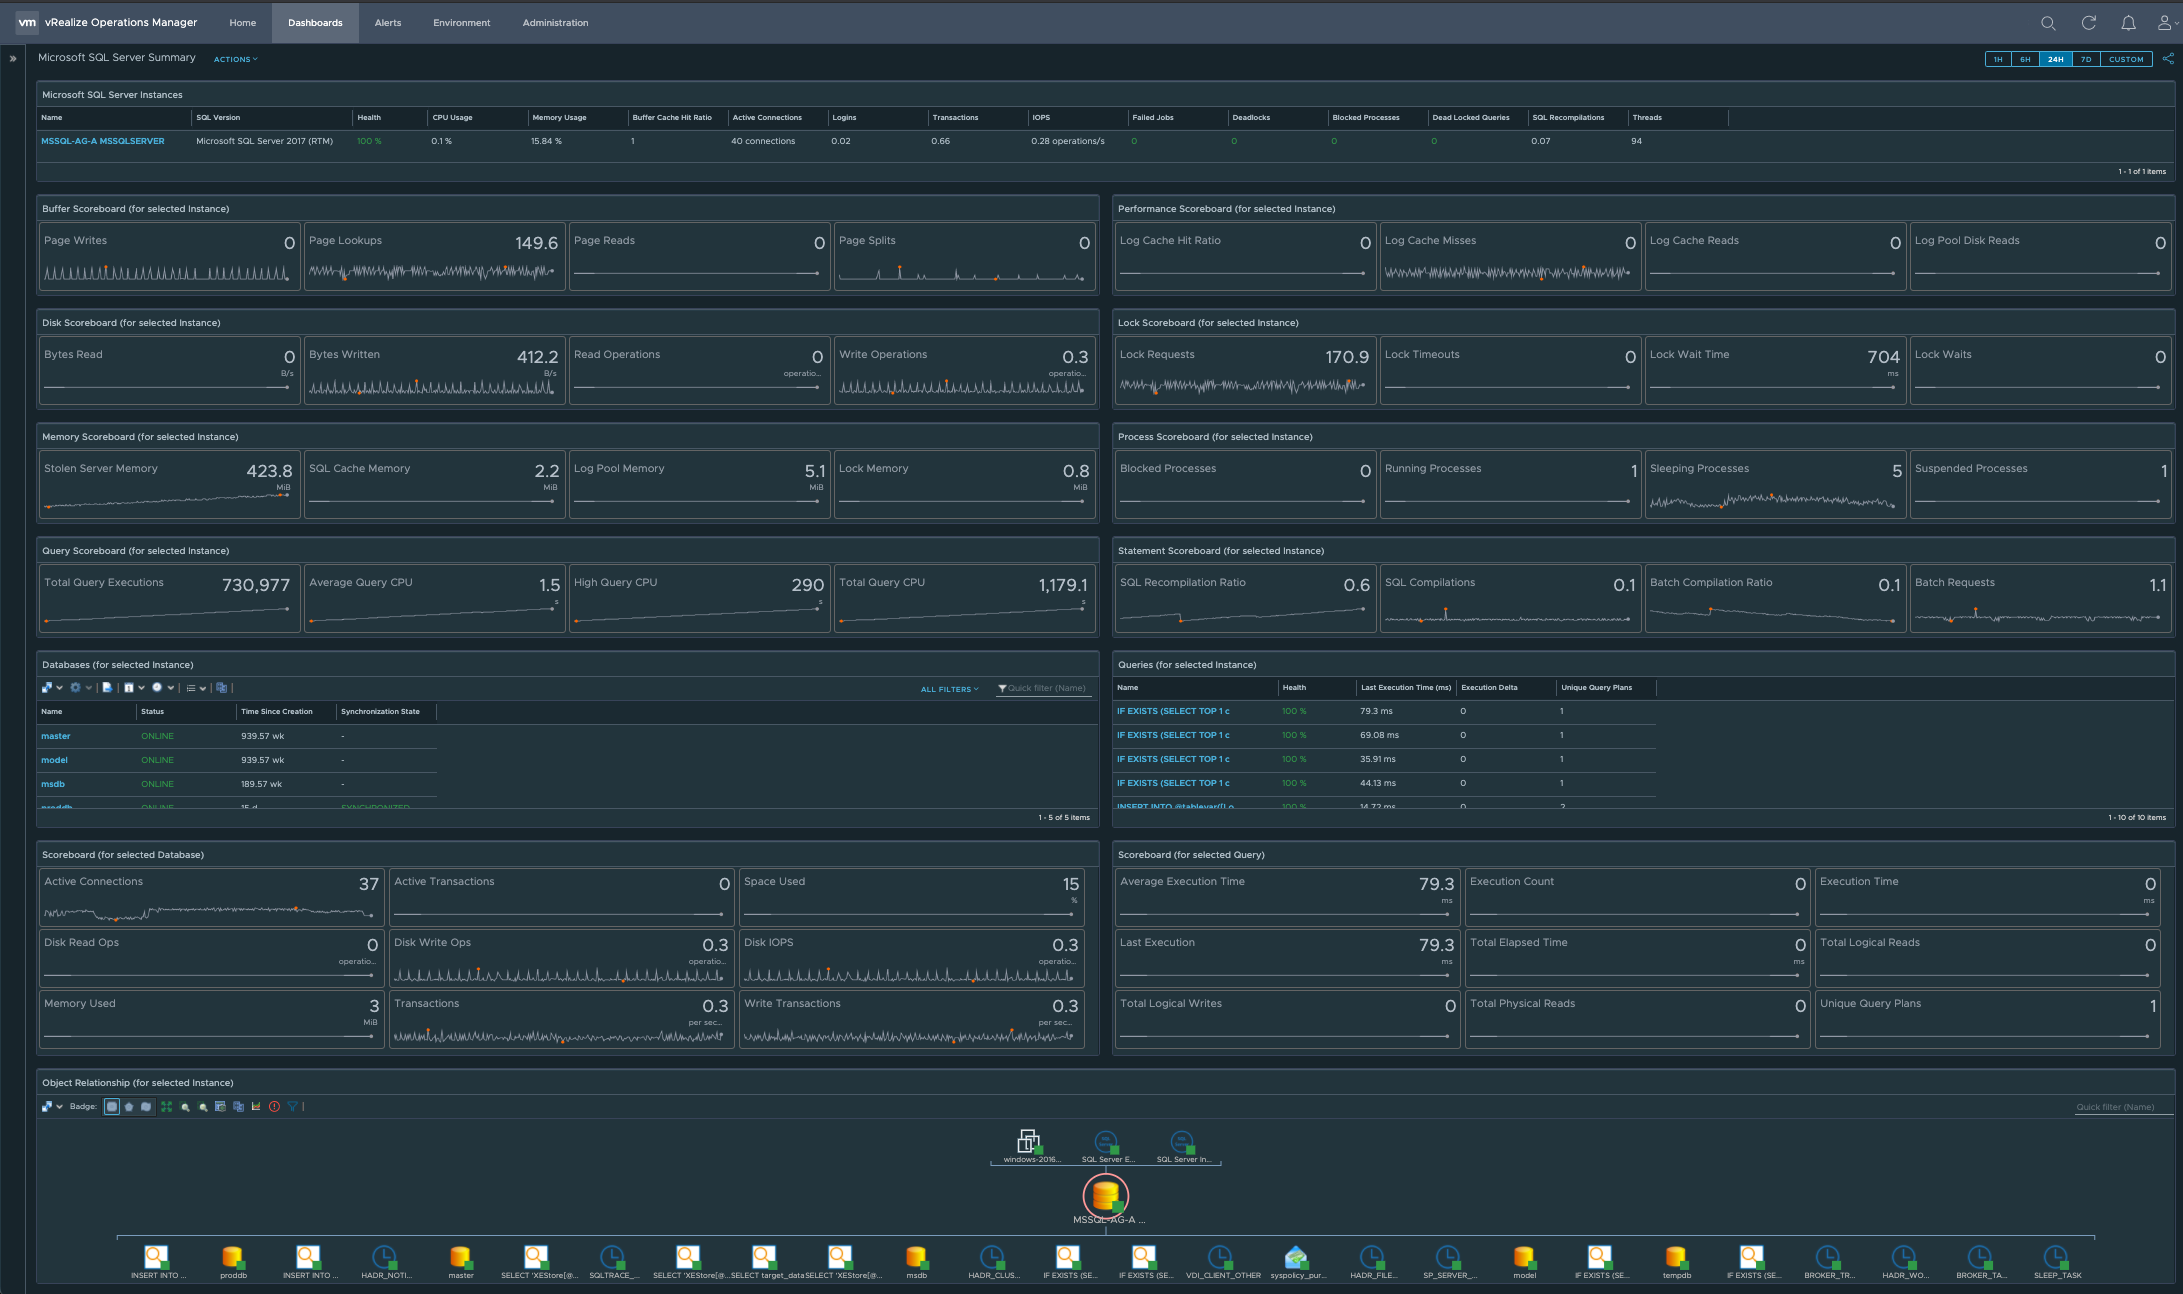 vm vRealize Operations Manager Home Dashboards Alerts Environment Administration
Microsoft SQL Server Summary ACTIONS 1H 6H 24H 7D CUSTOM
Microsoft SQL Server Instances
Name SQL Version Health CPU Usage Memory Usage Buffer Cache Hit Ratio Active Connections Logins Transactions IOPS Failed Jobs Deadlocks Blocked Processes Dead Locked Queries SQL Recompilations Threads
MSSQL-AG-A MSSQLSERVER Microsoft SQL Server 2017 (RTM) 100 % 0.1 % 15.84 % 1 40 connections 0.02 0.66 0.28 operations/s 0 0 0 0 0.07 94
1 - 1 of 1 items
Buffer Scoreboard (for selected Instance)
Page Writes 0 Page Lookups 149.6 Page Reads 0 Page Splits 0
Performance Scoreboard (for selected Instance)
Log Cache Hit Ratio 0 Log Cache Misses 0 Log Cache Reads 0 Log Pool Disk Reads 0
Disk Scoreboard (for selected Instance)
Bytes Read 0 Bytes Written 412.2 Read Operations 0 Write Operations 0.3
B/s B/s operatio... operatio...
Lock Scoreboard (for selected Instance)
Lock Requests 170.9 Lock Timeouts 0 Lock Wait Time 704 Lock Waits 0
ms
Memory Scoreboard (for selected Instance)
Stolen Server Memory 423.8 SQL Cache Memory 2.2 Log Pool Memory 5.1 Lock Memory 0.8
MiB MiB MiB MiB
Process Scoreboard (for selected Instance)
Blocked Processes 0 Running Processes 1 Sleeping Processes 5 Suspended Processes 1
Query Scoreboard (for selected Instance)
Total Query Executions 730,977 Average Query CPU 1.5 High Query CPU 290 Total Query CPU 1,179.1
s s s
Statement Scoreboard (for selected Instance)
SQL Recompilation Ratio 0.6 SQL Compilations 0.1 Batch Compilation Ratio 0.1 Batch Requests 1.1
Databases (for selected Instance)
ALL FILTERS Quick filter (Name)
Name Status Time Since Creation Synchronization State
master ONLINE 939.57 wk -
model ONLINE 939.57 wk -
msdb ONLINE 189.57 wk -
proddb ONLINE 15 d SYNCHRONIZED
1 - 5 of 5 items
Queries (for selected Instance)
Name Health Last Execution Time (ms) Execution Delta Unique Query Plans
IF EXISTS (SELECT TOP 1 c 100 % 79.3 ms 0 1
IF EXISTS (SELECT TOP 1 c 100 % 69.08 ms 0 1
IF EXISTS (SELECT TOP 1 c 100 % 35.91 ms 0 1
IF EXISTS (SELECT TOP 1 c 100 % 44.13 ms 0 1
INSERT INTO @tablevar([Lo 100 % 14.72 ms 0 2
1 - 10 of 10 items
Scoreboard (for selected Database)
Active Connections 37 Active Transactions 0 Space Used 15
%
Disk Read Ops 0 Disk Write Ops 0.3 Disk IOPS 0.3
operatio... operatio... operatio...
Memory Used 3 Transactions 0.3 Write Transactions 0.3
MiB per sec... per sec...
Scoreboard (for selected Query)
Average Execution Time 79.3 Execution Count 0 Execution Time 0
ms ms
Last Execution 79.3 Total Elapsed Time 0 Total Logical Reads 0
ms ms
Total Logical Writes 0 Total Physical Reads 0 Unique Query Plans 1
Object Relationship (for selected Instance)
Badge: Quick filter (Name)
windows-2016... SQL Server E... SQL Server In...
MSSQL-AG-A ...
INSERT INTO ... proddb INSERT INTO ... HADR_NOTI... master SELECT 'XEStore[@... SQLTRACE_... SELECT 'XEStore[@... SELECT target_data SELECT 'XEStore[@... msdb HADR_CLUS... IF EXISTS (SE... IF EXISTS (SE... VDI_CLIENT_OTHER syspolicy_pur... HADR_FILE... SP_SERVER_... model IF EXISTS (SE... tempdb IF EXISTS (SE... BROKER_TR... HADR_WO... BROKER_TA... SLEEP_TASK